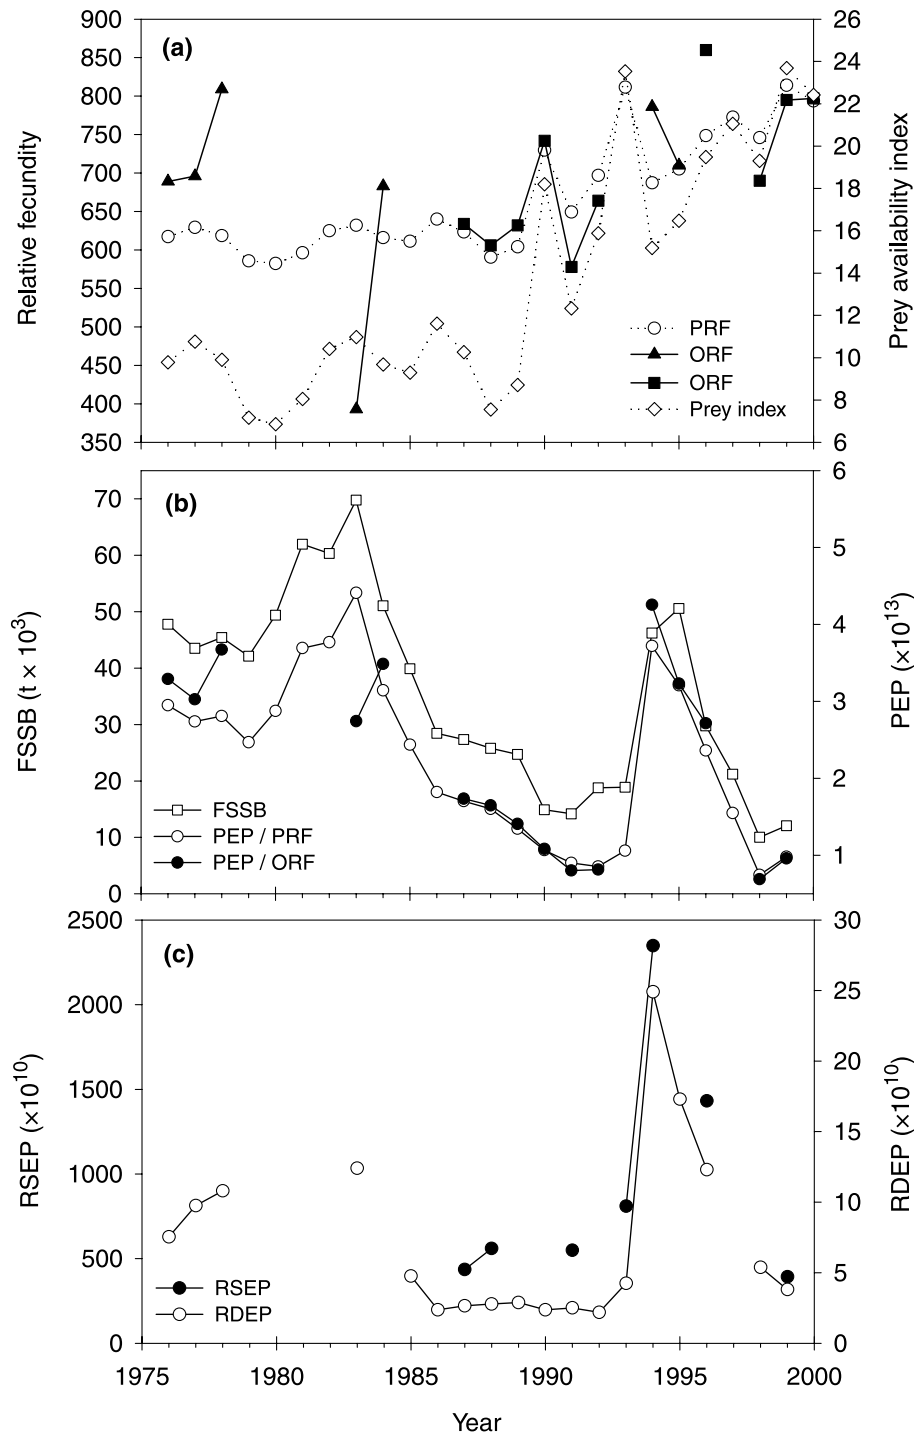 900
850
800
750
700
650
600
550
500
450
400
350
Relative fecundity
(a)
PRF
ORF
ORF
Prey index
26
24
22
20
18
16
14
12
10
8
6
Prey availability index
70
60
50
40
30
20
10
0
FSSB (t × 10³)
(b)
FSSB
PEP / PRF
PEP / ORF
6
5
4
3
2
1
PEP (×10¹³)
2500
2000
1500
1000
500
0
RSEP (×10¹⁰)
(c)
RSEP
RDEP
30
25
20
15
10
5
0
RDEP (×10¹⁰)
1975 1980 1985 1990 1995 2000
Year